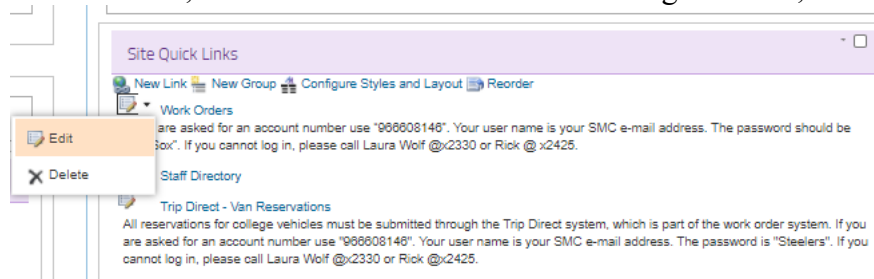 Site Quick Links
New Link New Group Configure Styles and Layout Reorder
Work Orders
are asked for an account number use "966608146". Your user name is your SMC e-mail address. The password should be
Edit
Sox". If you cannot log in, please call Laura Wolf @x2330 or Rick @ x2425.
Delete
Staff Directory
Trip Direct - Van Reservations
All reservations for college vehicles must be submitted through the Trip Direct system, which is part of the work order system. If you
are asked for an account number use "966608146". Your user name is your SMC e-mail address. The password is "Steelers". If you
cannot log in, please call Laura Wolf @x2330 or Rick @x2425.